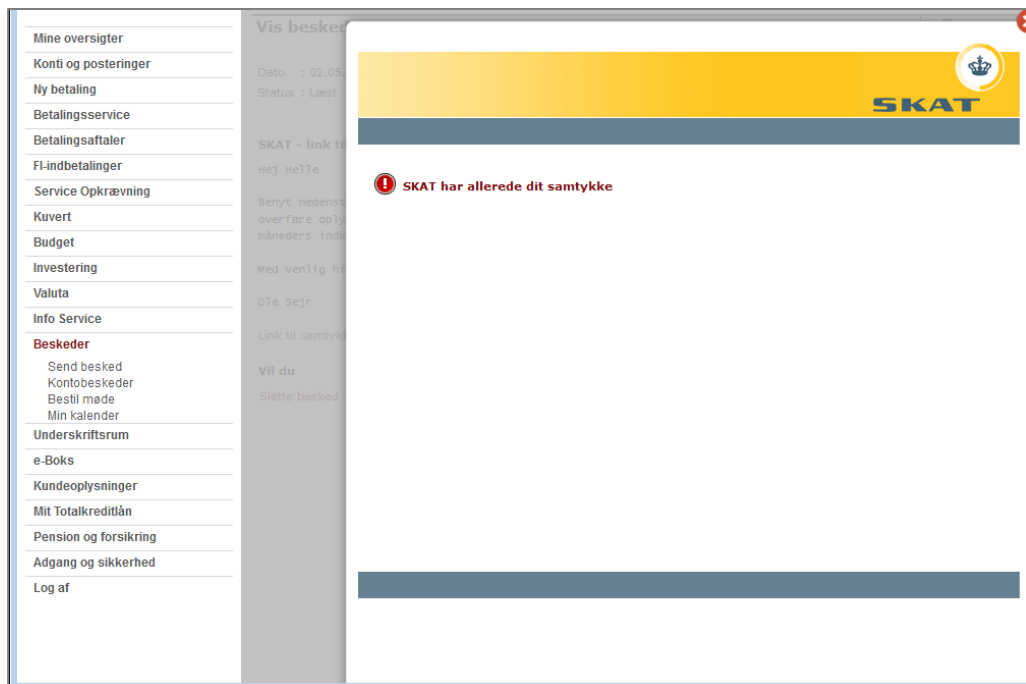 Mine oversigter
Konti og posteringer
Ny betaling
Betalingsservice
Betalingsaftaler
FI-indbetalinger
Service Opkrævning
Kuvert
Budget
Investering
Valuta
Info Service
Beskeder
Send besked
Kontobeskeder
Bestil møde
Min kalender
Underskriftsrum
e-Boks
Kundeoplysninger
Mit Totalkreditlån
Pension og forsikring
Adgang og sikkerhed
Log af
Vis besked
Dato : 02.05.
Status : Læst
SKAT - link til
Hej Helle
Benyt nedenst
overføre oply
måneders indk
Med venlig hi
Ole Sejr
Link til samtykk
Vil du
Slette besked
SKAT
SKAT har allerede dit samtykke